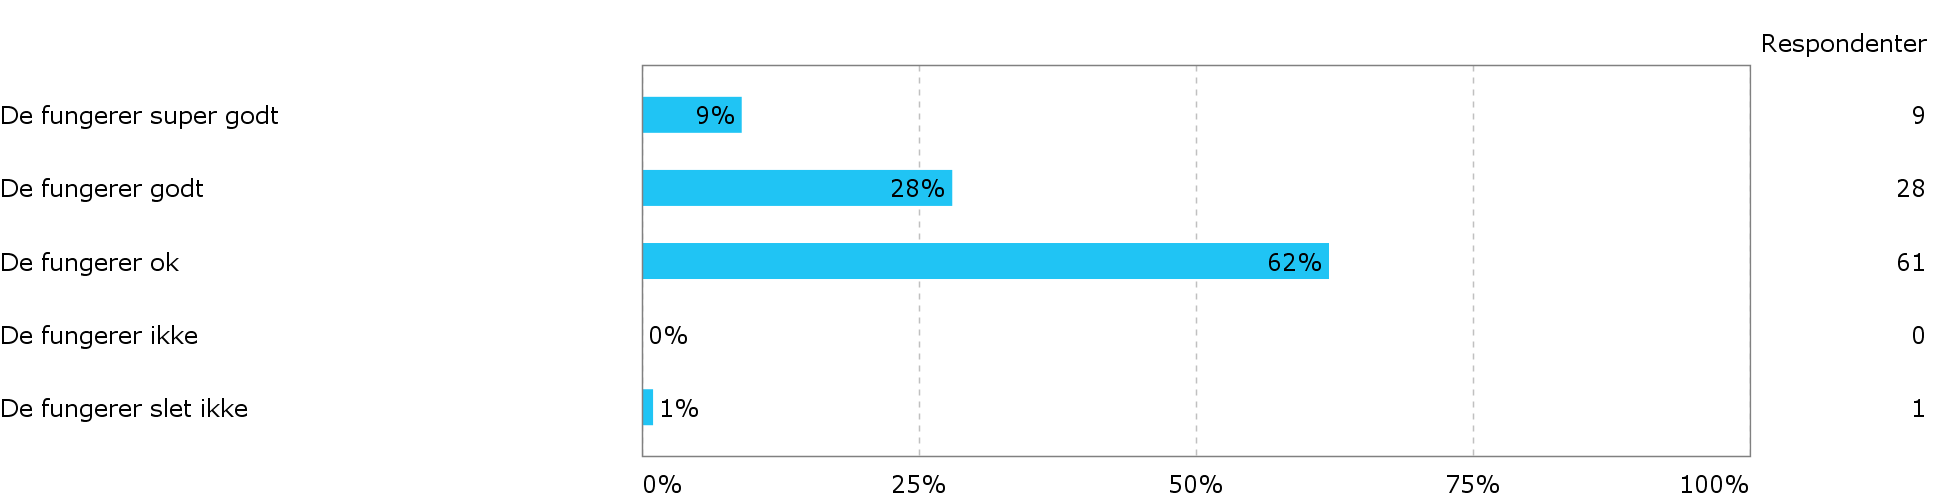 Respondenter
De fungerer super godt 9% 9
De fungerer godt 28% 28
De fungerer ok 62% 61
De fungerer ikke 0% 0
De fungerer slet ikke 1% 1
0% 25% 50% 75% 100%